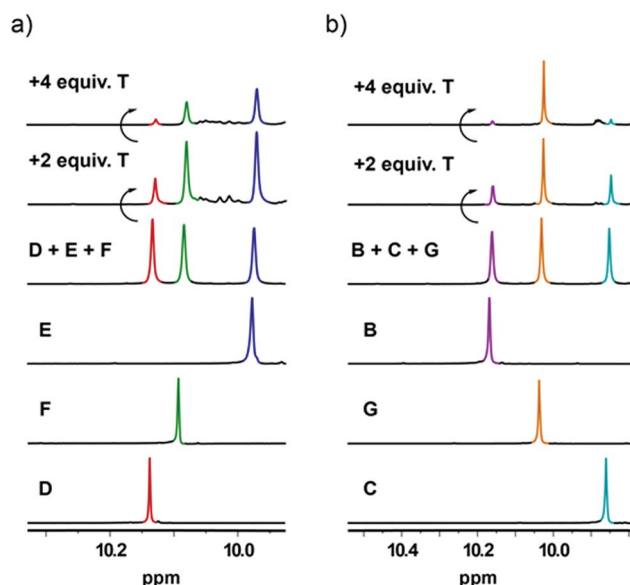 a)
+4 equiv. T
+2 equiv. T
D + E + F
E
F
D
10.2 10.0
ppm
b)
+4 equiv. T
+2 equiv. T
B + C + G
B
G
C
10.4 10.2 10.0
ppm